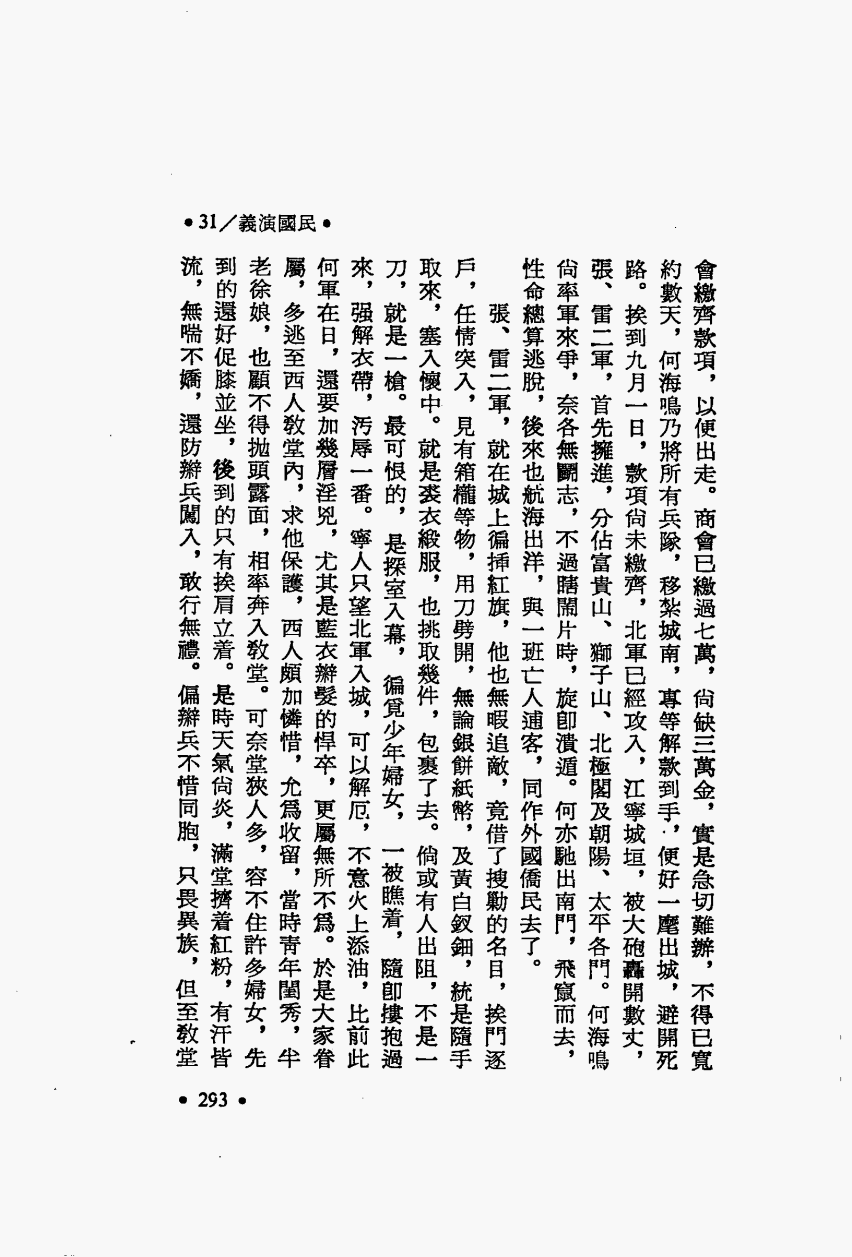 •31／義演國民•
會繳齊款項，以便出走。商會已繳過七萬，尙缺三萬金，實是急切難辦，不得已寬
約數天，何海鳴乃將所有兵隊，移紮城南，專等解款到手，便好一麾出城，避開死
路。挨到九月一日，款項尙未繳齊，北軍已經攻入，江寧城垣，被大砲轟開數丈，
張、雷二軍，首先擁進，分佔富貴山、獅子山、北極閣及朝陽、太平各門。何海鳴
尙率軍來爭，奈各無鬭志，不過瞎鬧片時，旋卽潰遁。何亦馳出南門，飛竄而去，
性命總算逃脫，後來也航海出洋，與一班亡人逋客，同作外國僑民去了。
張、雷二軍，就在城上徧揷紅旗，他也無暇追敵，竟借了搜勦的名目，挨門逐
戶，任情突入，見有箱櫳等物，用刀劈開，無論銀餅紙幣，及黃白釵鈿，統是隨手
取來，塞入懷中。就是裘衣緞服，也挑取幾件，包裹了去。倘或有人出阻，不是一
刀，就是一槍。最可恨的，是探室入幕，徧覓少年婦女，一被瞧着，隨卽摟抱過
來，强解衣帶，汚辱一番。寧人只望北軍入城，可以解厄，不意火上添油，比前此
何軍在日，還要加幾層淫兇，尤其是藍衣辮髮的悍卒，更屬無所不爲。於是大家眷
屬，多逃至西人敎堂內，求他保護，西人頗加憐惜，允爲收留，當時靑年閨秀，半
老徐娘，也顧不得拋頭露面，相率奔入敎堂。可奈堂狹人多，容不住許多婦女，先
到的還好促膝並坐，後到的只有挨肩立着。是時天氣尙炎，滿堂擠着紅粉，有汗皆
流，無喘不嬌，還防辮兵闖入，敢行無禮。偏辮兵不惜同胞，只畏異族，但至敎堂
•293•